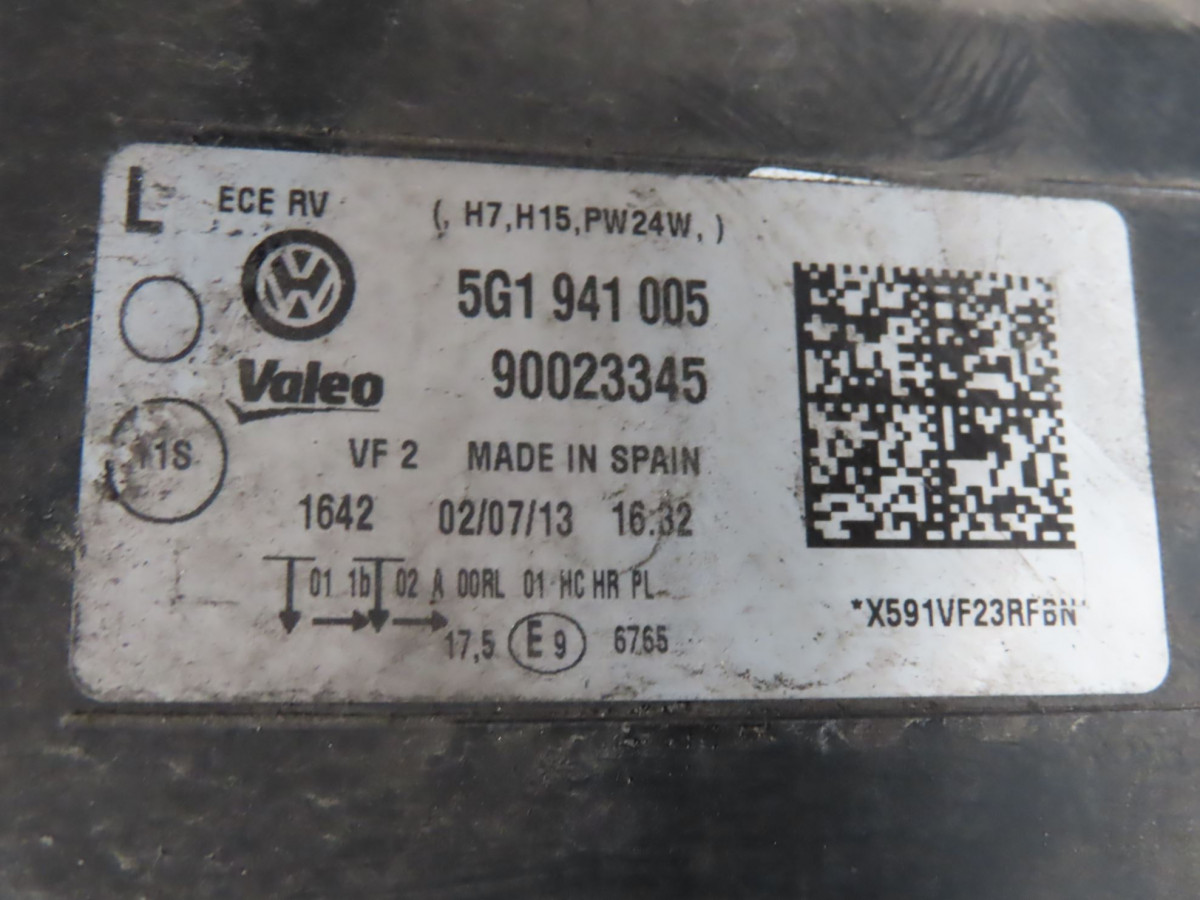 L ECE RV (, H7,H15,PW24W, )
5G1 941 005
Valeo 90023345
1S VF 2 MADE IN SPAIN
1642 02/07/13 16:32
01 1b 02 A 00RL 01 HC HR PL
17,5 E 9 6765
*X591VF23RFBN*